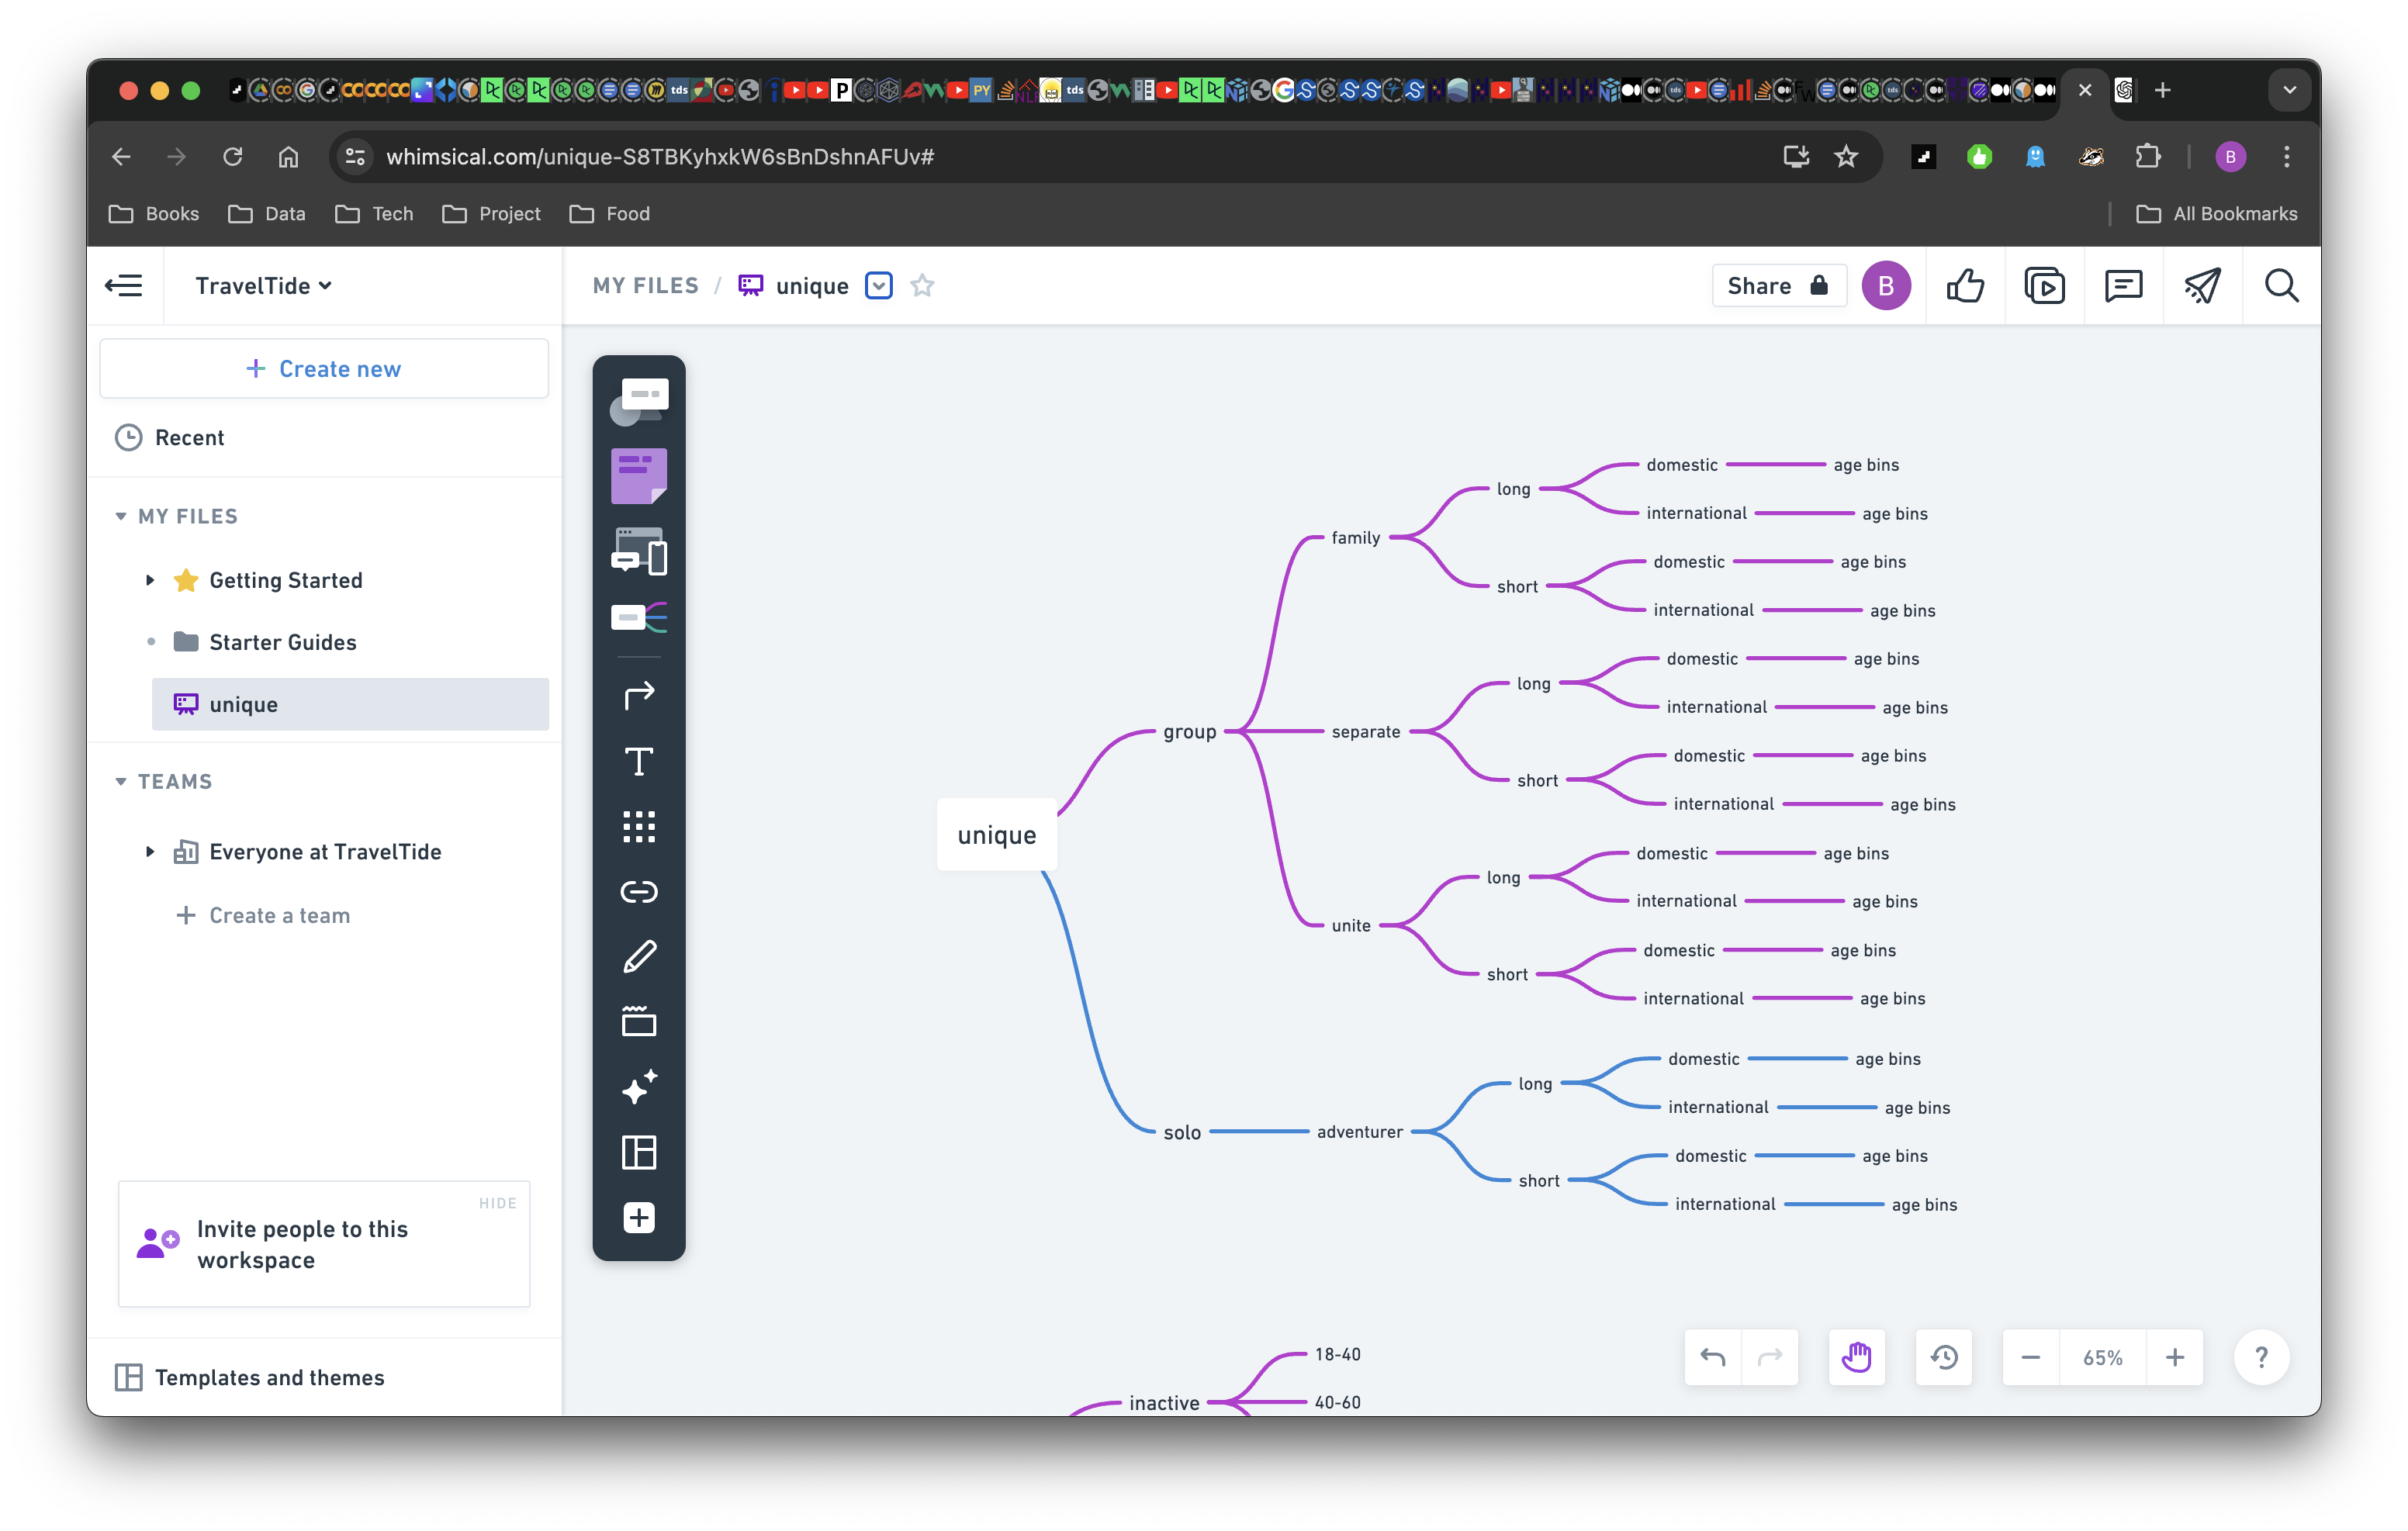 tds
P
PY
tds
tds
tds
whimsical.com/unique-S8TBKyhxkW6sBnDshnAFUv#
B
Books
Data
Tech
Project
Food
All Bookmarks
TravelTide
MY FILES / unique
Share
B
Create new
Recent
MY FILES
Getting Started
Starter Guides
unique
TEAMS
Everyone at TravelTide
Create a team
HIDE
Invite people to this
workspace
Templates and themes
unique
group
family
long
domestic
age bins
international
age bins
short
domestic
age bins
international
age bins
separate
long
domestic
age bins
international
age bins
short
domestic
age bins
international
age bins
unite
long
domestic
age bins
international
age bins
short
domestic
age bins
international
age bins
solo
adventurer
long
domestic
age bins
international
age bins
short
domestic
age bins
international
age bins
inactive
18-40
40-60
65%
?